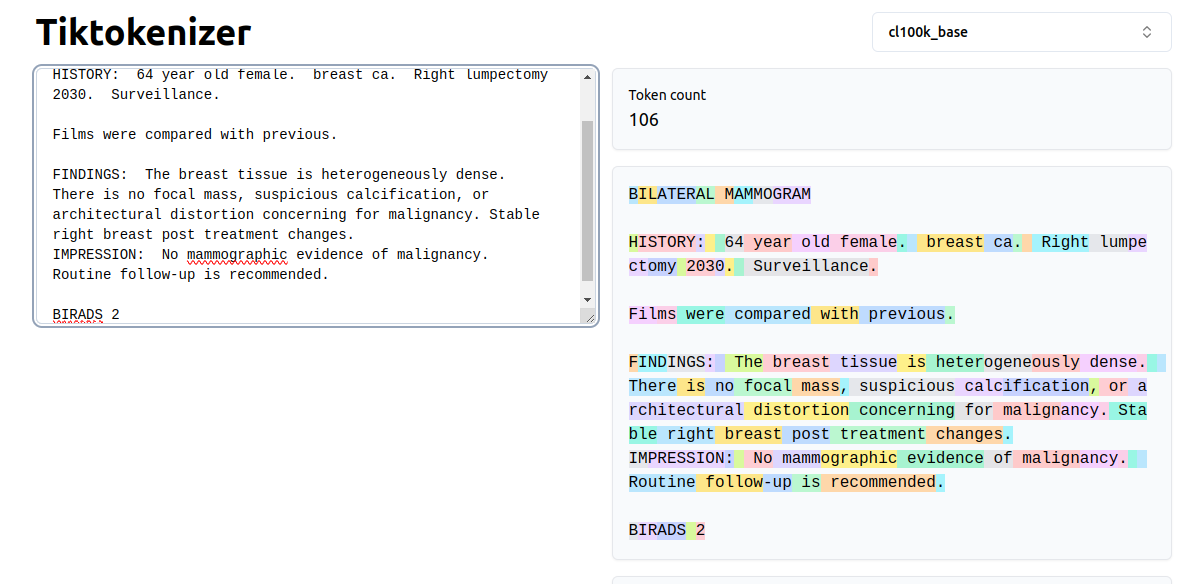 Tiktokenizer
cl100k_base
HISTORY:  64 year old female.  breast ca.  Right lumpectomy
2030.  Surveillance.
Films were compared with previous.
FINDINGS:  The breast tissue is heterogeneously dense.
There is no focal mass, suspicious calcification, or
architectural distortion concerning for malignancy. Stable
right breast post treatment changes.
IMPRESSION:  No mammographic evidence of malignancy.
Routine follow-up is recommended.
BIRADS 2
Token count
106
BILATERAL MAMMOGRAM
HISTORY:  64 year old female.  breast ca.  Right lumpe
ctomy 2030.  Surveillance.
Films were compared with previous.
FINDINGS:  The breast tissue is heterogeneously dense.
There is no focal mass, suspicious calcification, or a
rchitectural distortion concerning for malignancy. Sta
ble right breast post treatment changes.
IMPRESSION:  No mammographic evidence of malignancy.
Routine follow-up is recommended.
BIRADS 2